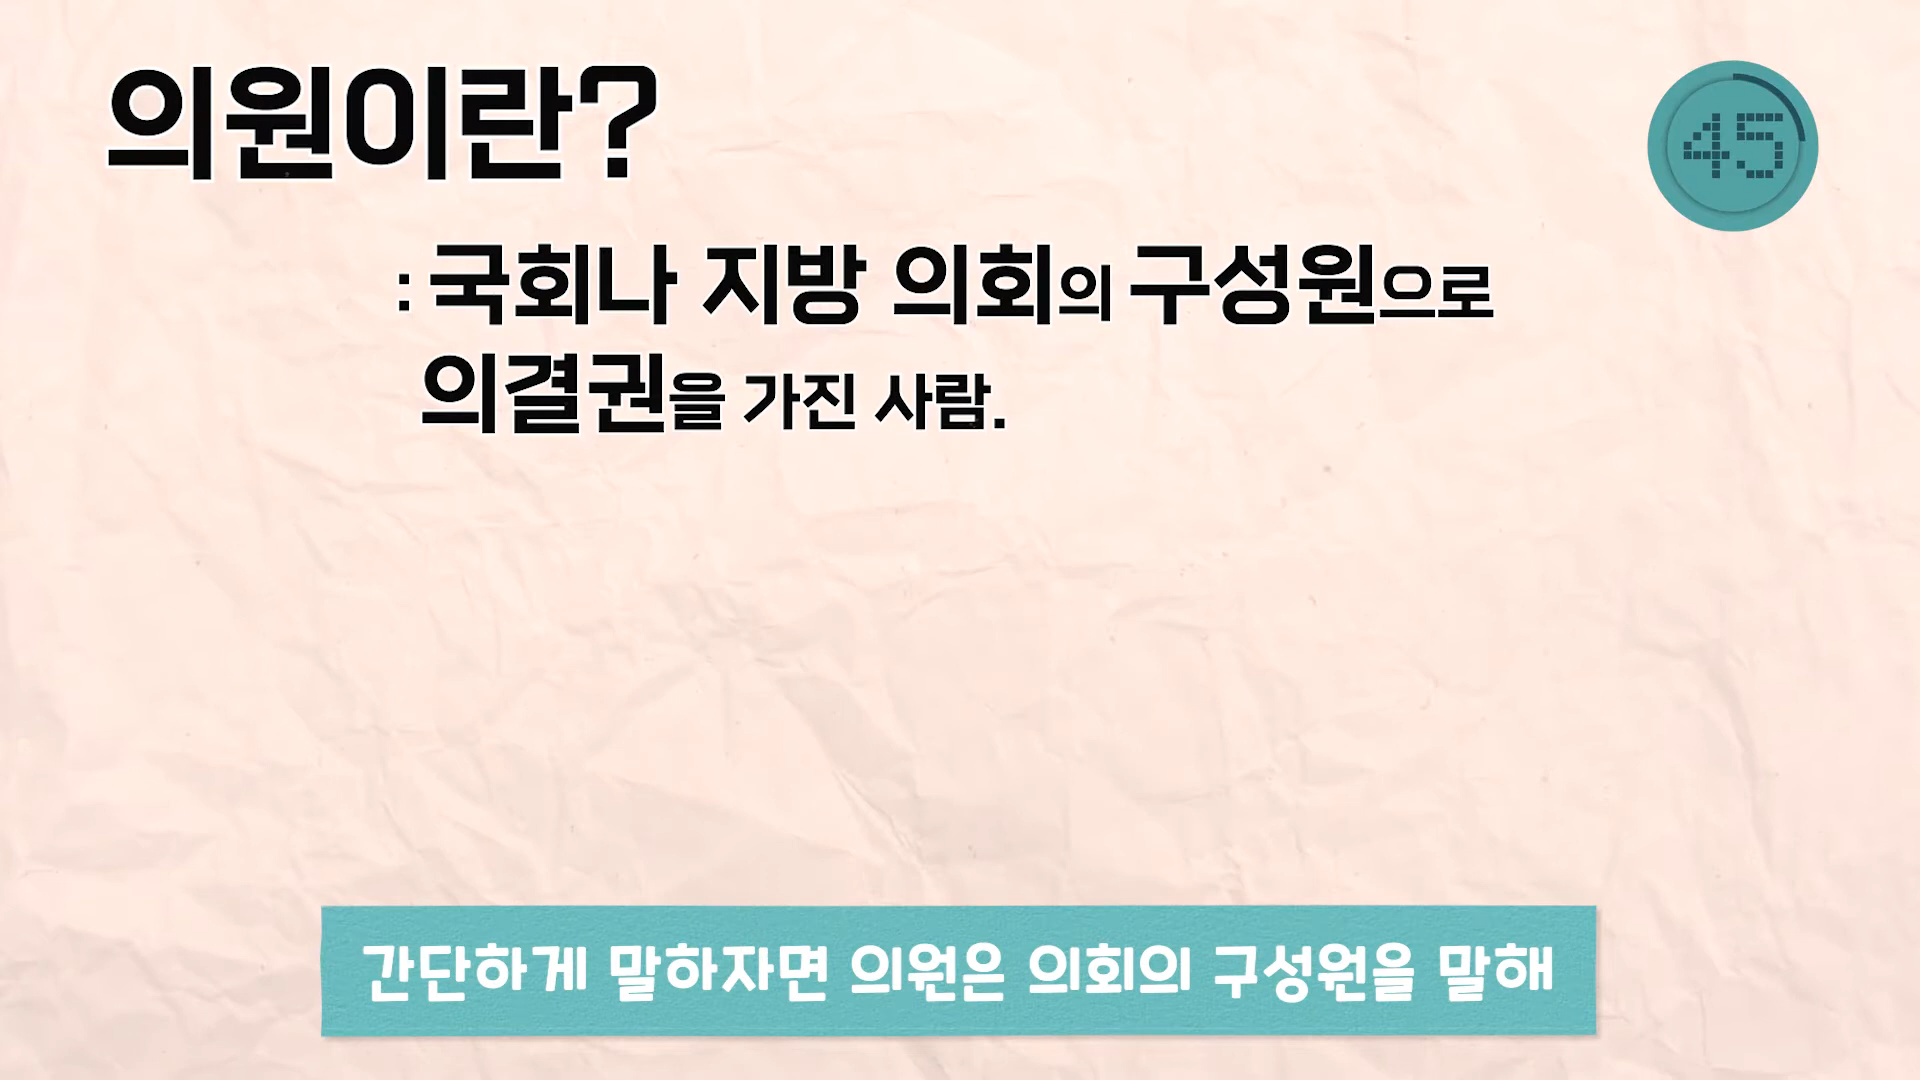 의원이란?
45
: 국회나 지방 의회의 구성원으로
의결권을 가진 사람.
간단하게 말하자면 의원은 의회의 구성원을 말해